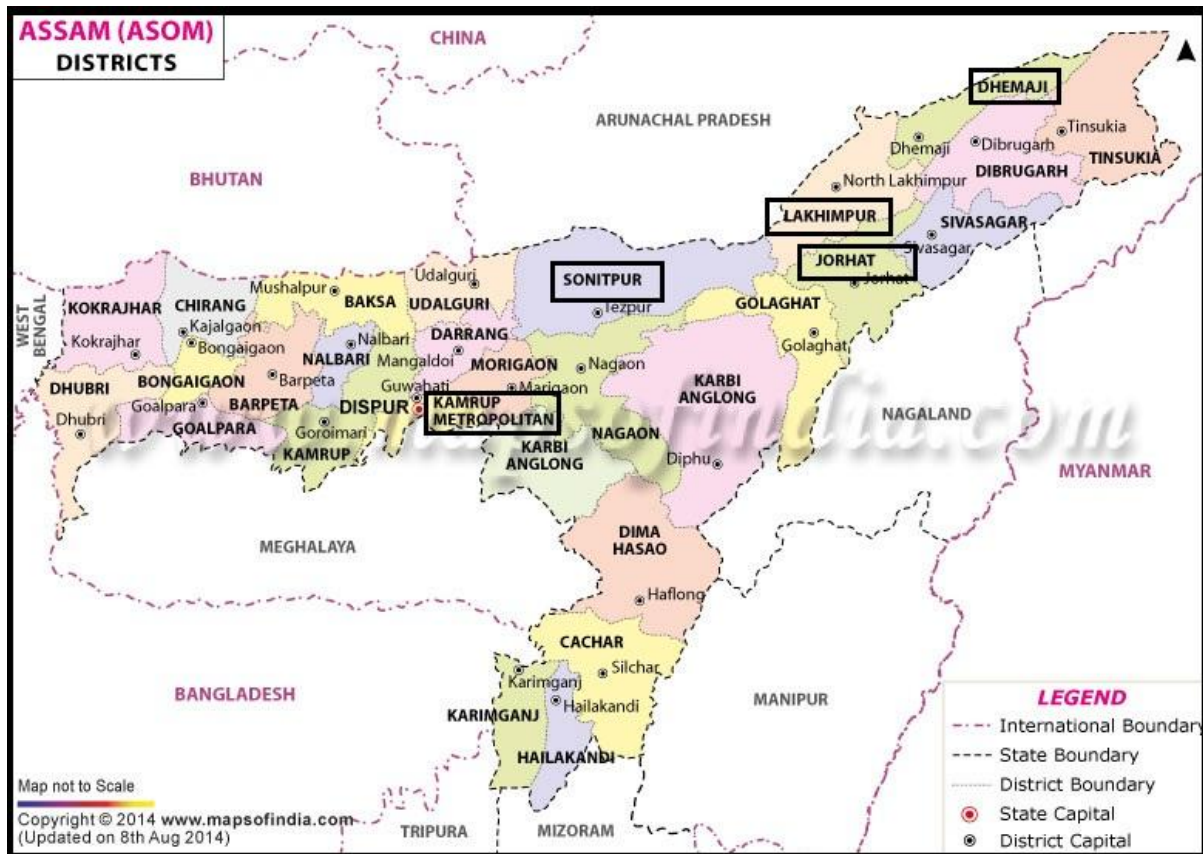 ASSAM (ASOM)
DISTRICTS
CHINA
ARUNACHAL PRADESH
BHUTAN
DHEMAJI
Dhemaji
Dibrugarh
Tinsukia
DIBRUGARH
TINSUKIA
North Lakhimpur
LAKHIMPUR
SIVASAGAR
Sivasagar
JORHAT
Jorhat
SONITPUR
Tezpur
GOLAGHAT
Golaghat
Udalguri
UDALGURI
Mushalpur
BAKSA
KOKRAJHAR
Kokrajhar
CHIRANG
Kajalgaon
Bongaigaon
WEST
BENGAL
NALBARI
Nalbari
DARRANG
Mangaldoi
MORIGAON
Marigaon
Nagaon
KARBI
ANGLONG
DHUBRI
Dhubri
BONGAIGAON
Goalpara
GOALPARA
Barpeta
BARPETA
Guwahati
DISPUR
KAMRUP
METROPOLITAN
Goroimari
KAMRUP
KARBI
ANGLONG
NAGAON
Diphu
NAGALAND
MYANMAR
www.mapsofindia.com
MEGHALAYA
DIMA
HASAO
Haflong
CACHAR
Silchar
Karimganj
Hailakandi
KARIMGANJ
HAILAKANDI
BANGLADESH
MANIPUR
TRIPURA
MIZORAM
LEGEND
International Boundary
State Boundary
District Boundary
State Capital
District Capital
Map not to Scale
Copyright © 2014 www.mapsofindia.com
(Updated on 8th Aug 2014)